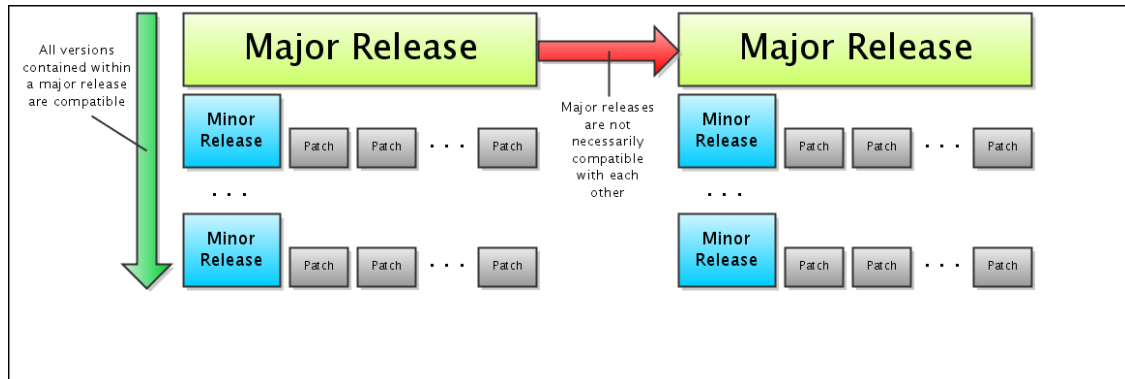 All versions
contained within
a major release
are compatible
Major Release
Major Release
Major releases
are not
necessarily
compatible
with each
other
Minor
Release
Patch
Patch
. . .
Patch
. . .
Minor
Release
Patch
Patch
. . .
Patch
Minor
Release
Patch
Patch
. . .
Patch
. . .
Minor
Release
Patch
Patch
. . .
Patch